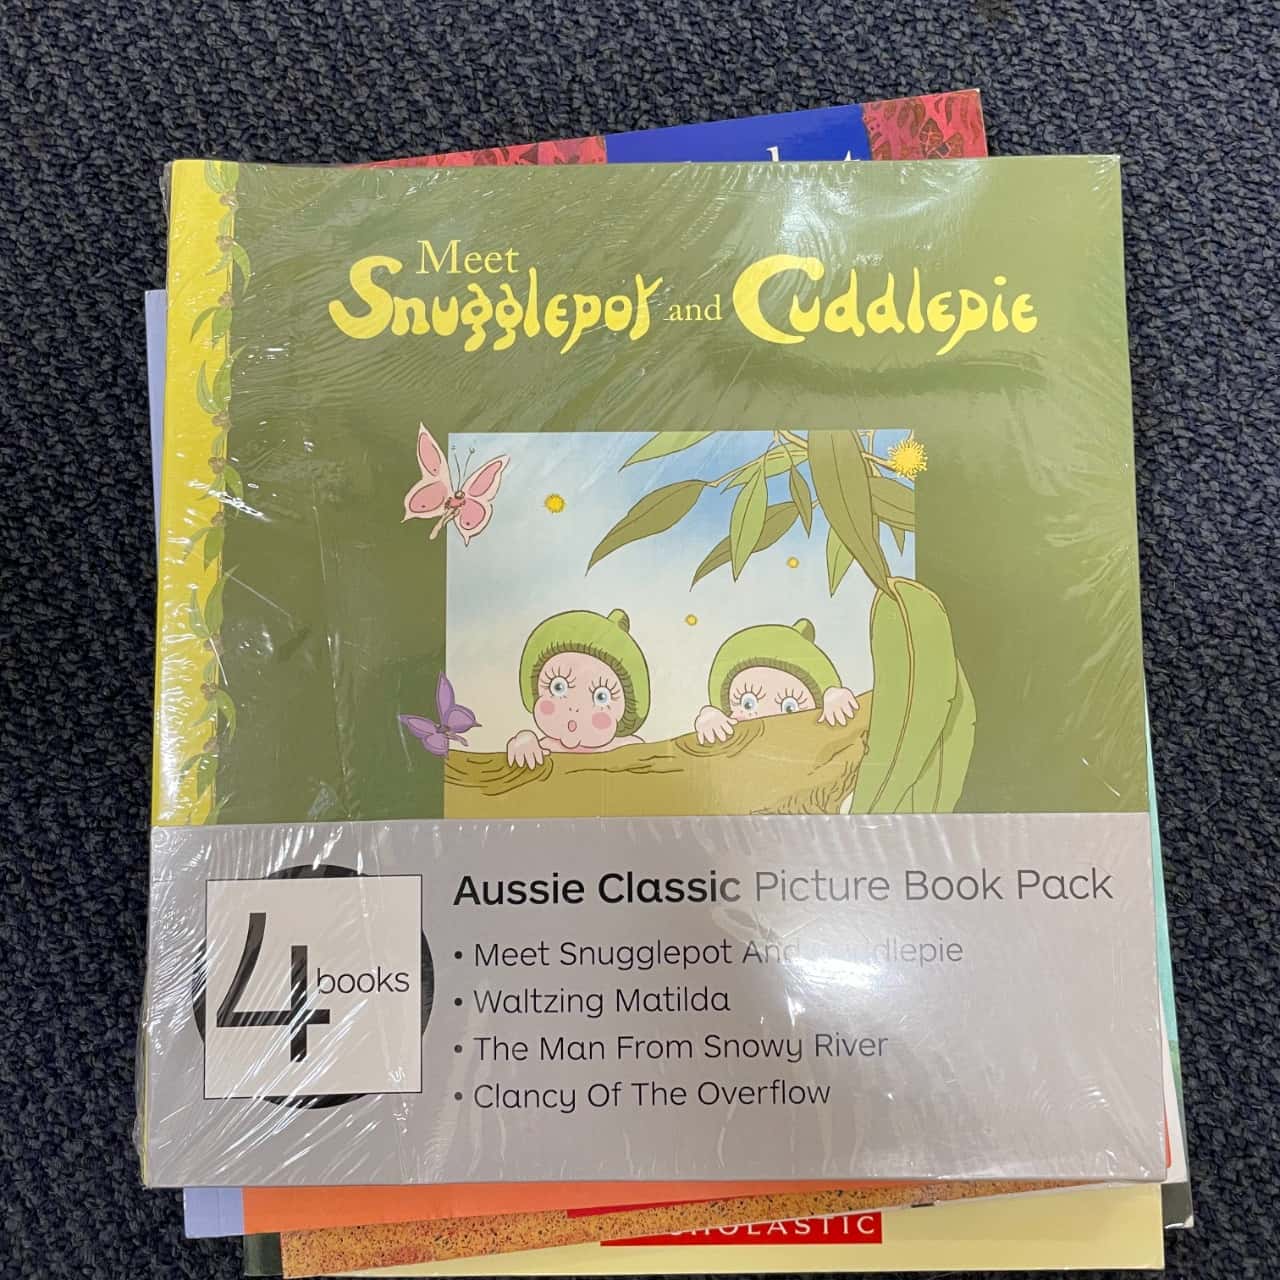 Meet
Snugglepot and Cuddlepie
4 books
Aussie Classic Picture Book Pack
• Meet Snugglepot And Cuddlepie
• Waltzing Matilda
• The Man From Snowy River
• Clancy Of The Overflow
SCHOLASTIC